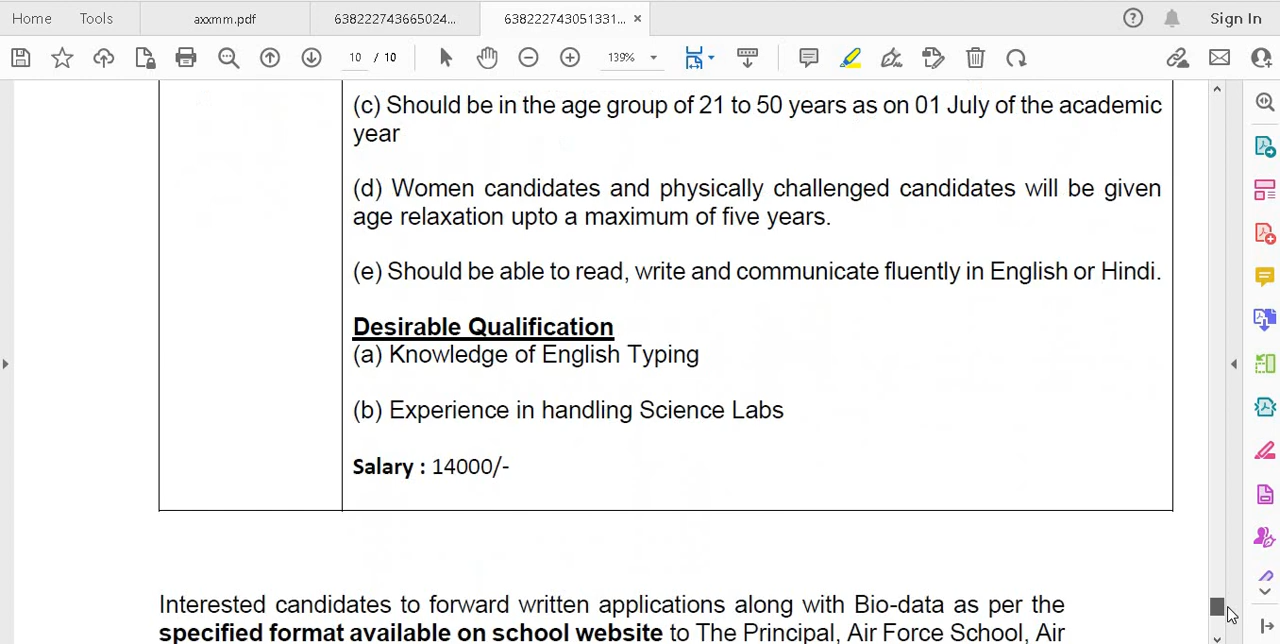 Home Tools axxmm.pdf 638222743665024... 638222743051331... × Sign In
10 / 10 139%
(c) Should be in the age group of 21 to 50 years as on 01 July of the academic
year
(d) Women candidates and physically challenged candidates will be given
age relaxation upto a maximum of five years.
(e) Should be able to read, write and communicate fluently in English or Hindi.
Desirable Qualification
(a) Knowledge of English Typing
(b) Experience in handling Science Labs
Salary : 14000/-
Interested candidates to forward written applications along with Bio-data as per the
specified format available on school website to The Principal, Air Force School, Air